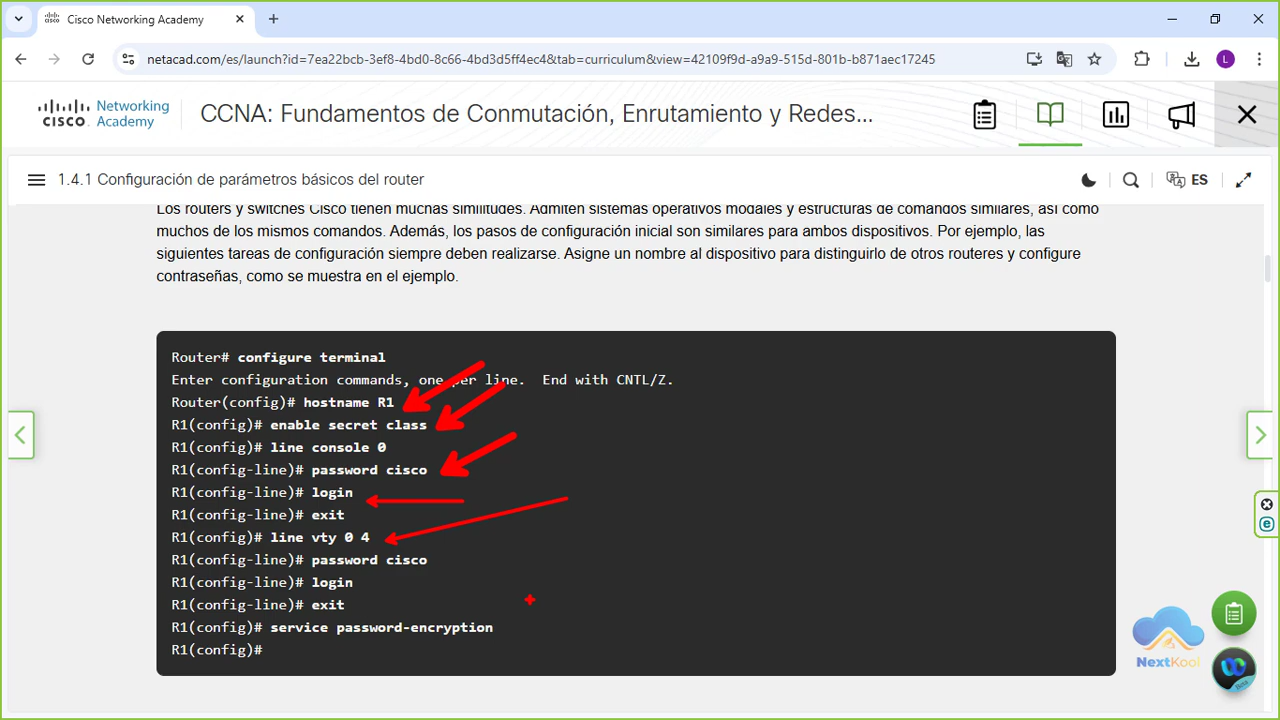 Cisco Networking Academy
netacad.com/es/launch?id=7ea22bcb-3ef8-4bd0-8c66-4bd3d5ff4ec4&tab=curriculum&view=42109f9d-a9a9-515d-801b-b871aec17245
L
Networking
CISCO. Academy
CCNA: Fundamentos de Conmutación, Enrutamiento y Redes...
1.4.1 Configuración de parámetros básicos del router
ES
Los routers y switches Cisco tienen muchas similitudes. Admiten sistemas operativos modales y estructuras de comandos similares, así como
muchos de los mismos comandos. Además, los pasos de configuración inicial son similares para ambos dispositivos. Por ejemplo, las
siguientes tareas de configuración siempre deben realizarse. Asigne un nombre al dispositivo para distinguirlo de otros routeres y configure
contraseñas, como se muestra en el ejemplo.
Router# configure terminal
Enter configuration commands, one per line.  End with CNTL/Z.
Router(config)# hostname R1
R1(config)# enable secret class
R1(config)# line console 0
R1(config-line)# password cisco
R1(config-line)# login
R1(config-line)# exit
R1(config)# line vty 0 4
R1(config-line)# password cisco
R1(config-line)# login
R1(config-line)# exit
R1(config)# service password-encryption
R1(config)#
NextKool
Beta